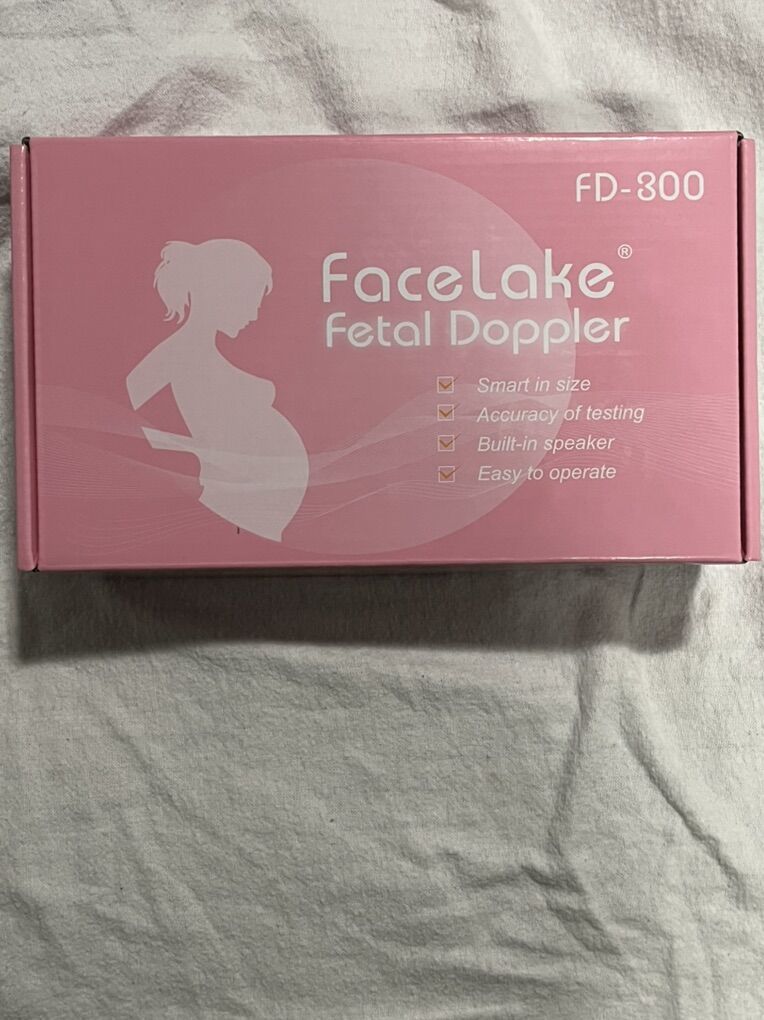 FD-300
FaceLake®
Fetal Doppler
Smart in size
Accuracy of testing
Built-in speaker
Easy to operate